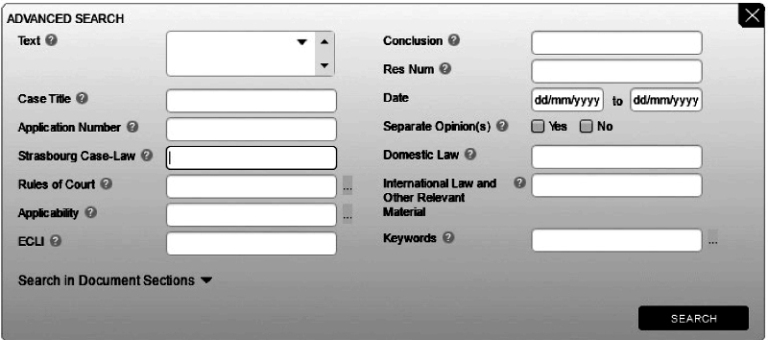 ADVANCED SEARCH
Text ?
Case Title ?
Application Number ?
Strasbourg Case-Law ?
Rules of Court ?
...
Applicability ?
...
ECLI ?
Search in Document Sections
Conclusion ?
Res Num ?
Date
dd/mm/yyyy to dd/mm/yyyy
Separate Opinion(s) ? Yes No
Domestic Law ?
International Law and ?
Other Relevant
Material
Keywords ?
...
SEARCH